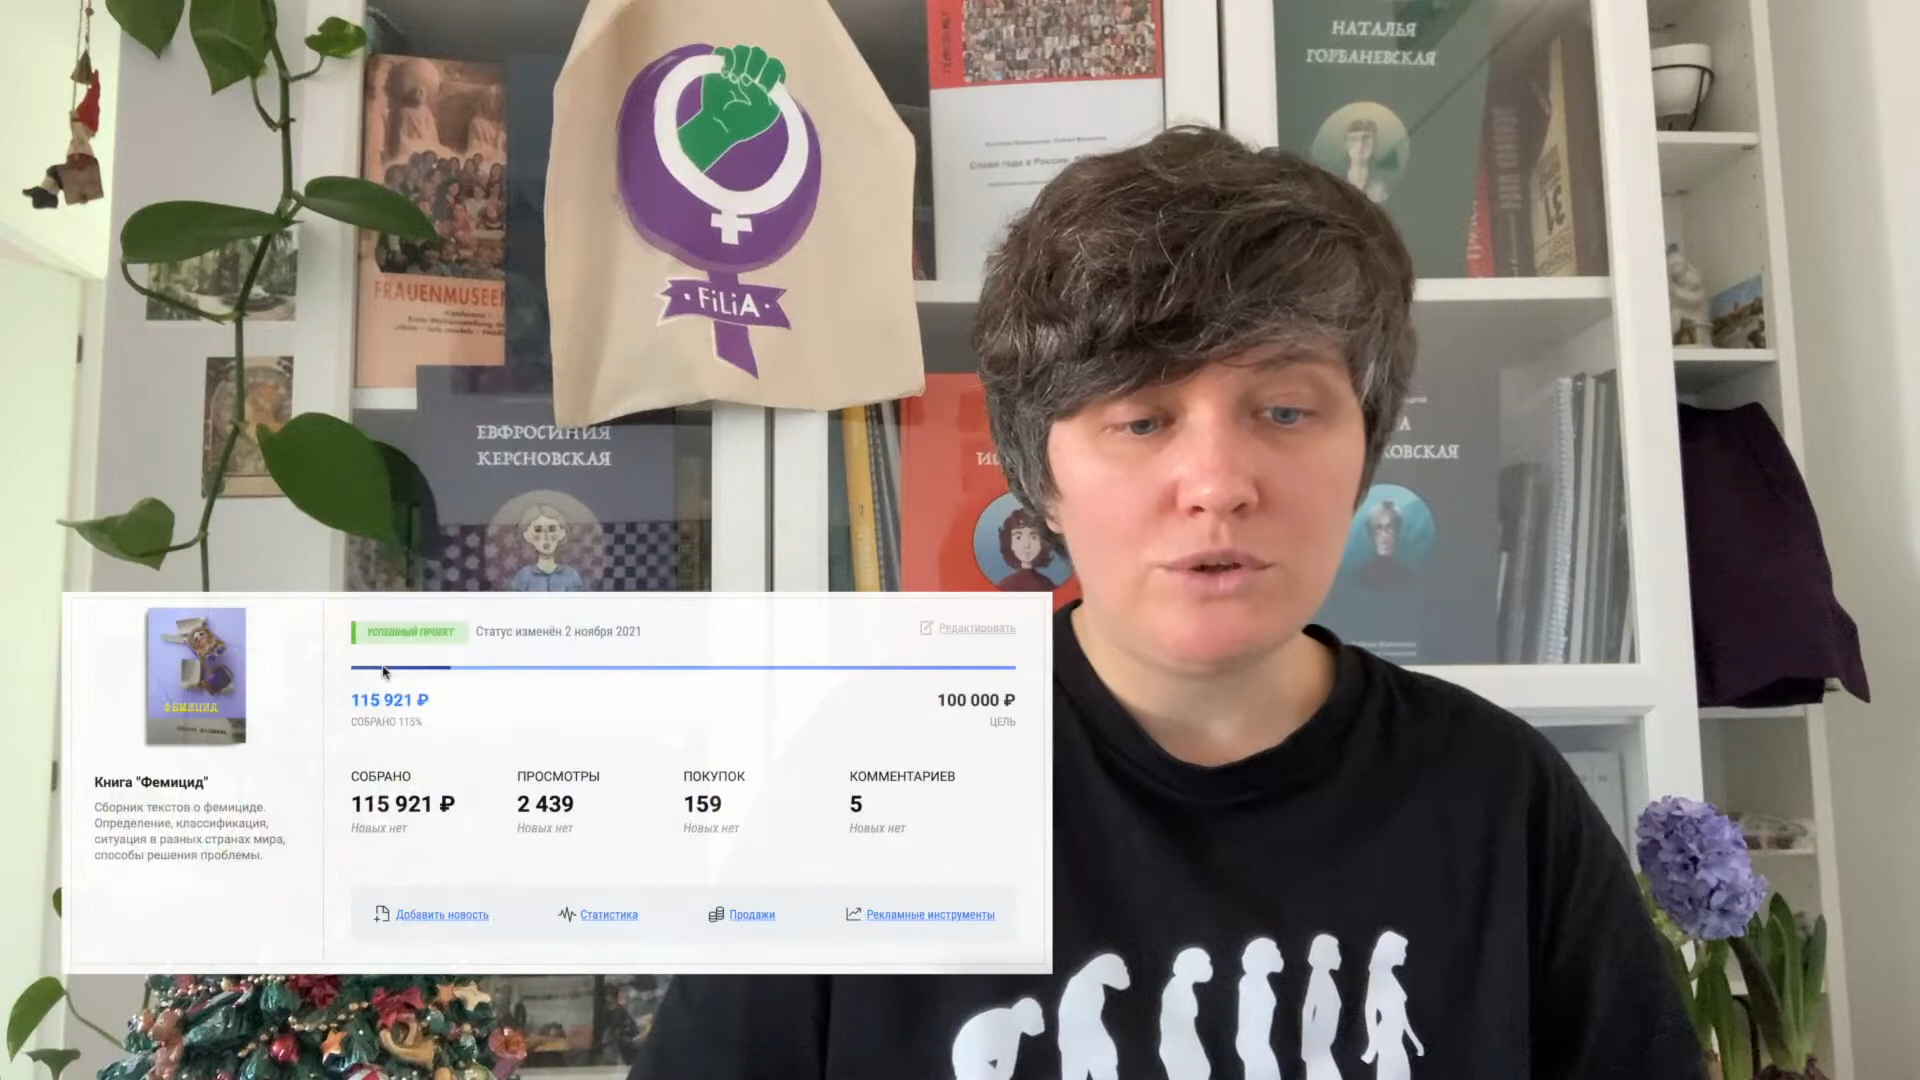 НАТАЛЬЯ
ГОРБАНЕВСКАЯ
FRAUENMUSEEN
· FiLiA ·
ЕВФРОСИНИЯ
КЕРСНОВСКАЯ
УСПЕШНЫЙ ПРОЕКТ
Статус изменён 2 ноября 2021
Редактировать
115 921 ₽
100 000 ₽
СОБРАНО 115%
ЦЕЛЬ
ФЕМИЦИД
Книга "Фемицид"
Сборник текстов о фемициде.
Определение, классификация,
ситуация в разных странах мира,
способы решения проблемы.
СОБРАНО
115 921 ₽
Новых нет
ПРОСМОТРЫ
2 439
Новых нет
ПОКУПОК
159
Новых нет
КОММЕНТАРИЕВ
5
Новых нет
Добавить новость
Статистика
Продажи
Рекламные инструменты